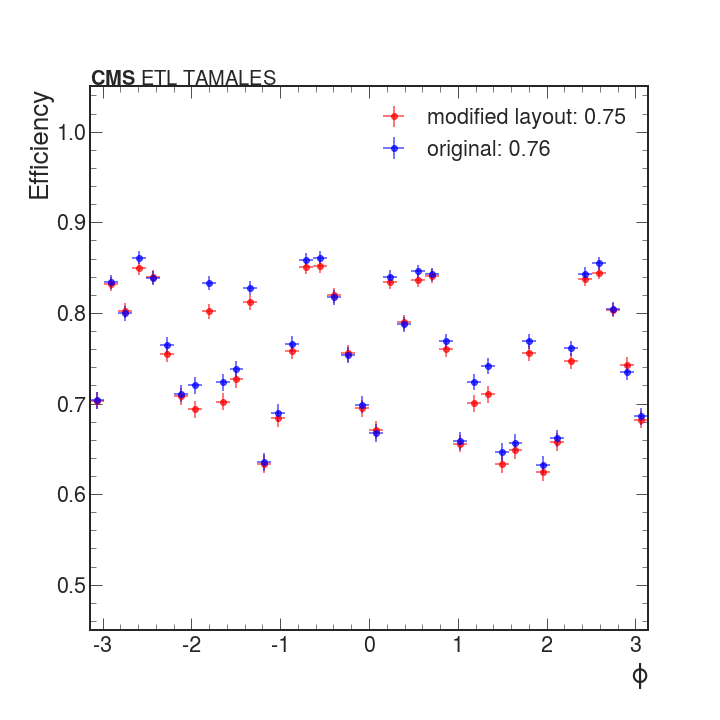 CMS ETL TAMALES
Efficiency
modified layout: 0.75
original: 0.76
1.0
0.9
0.8
0.7
0.6
0.5
-3 -2 -1 0 1 2 3
ϕ